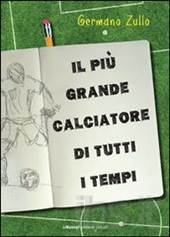 Germano Zullo
IL PIÙ
GRANDE
CALCIATORE
DI TUTTI
I TEMPI